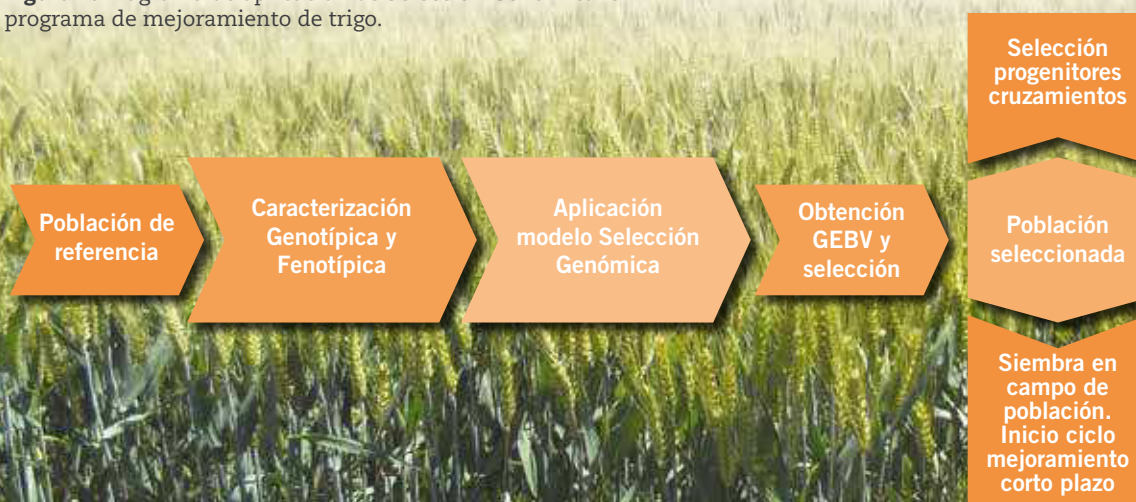 programa de mejoramiento de trigo.
Población de
referencia
Caracterización
Genotípica y
Fenotípica
Aplicación
modelo Selección
Genómica
Obtención
GEBV y
selección
Selección
progenitores
cruzamientos
Población
seleccionada
Siembra en
campo de
población.
Inicio ciclo
mejoramiento
corto plazo